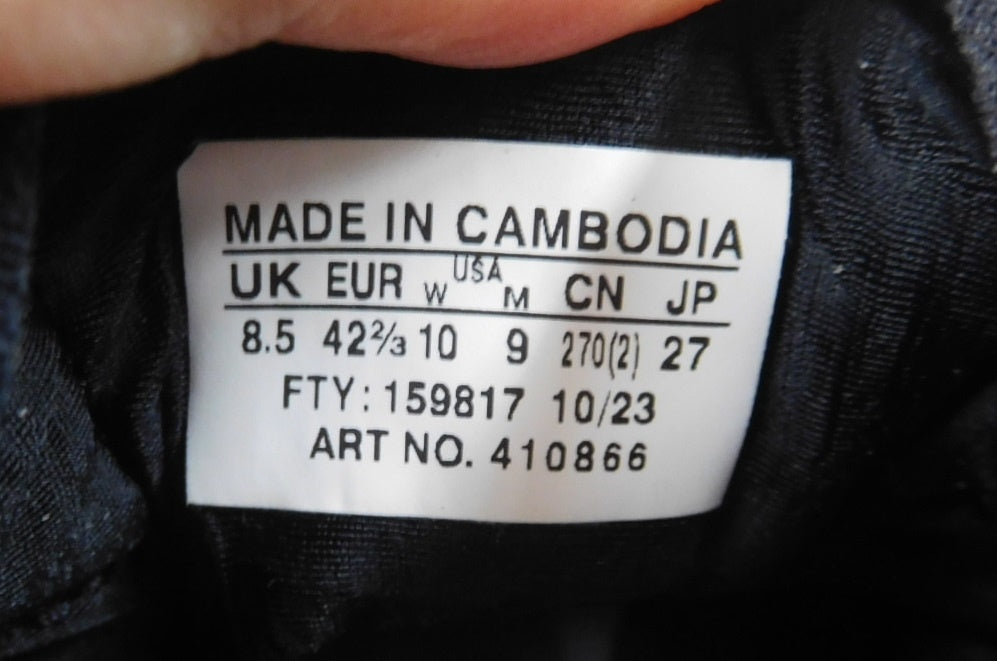 MADE IN CAMBODIA
UK EUR W USA M CN JP
8.5 42⅔ 10 9 270(2) 27
FTY: 159817 10/23
ART NO. 410866